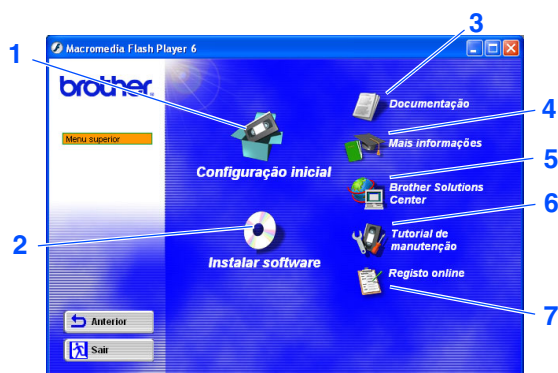 Macromedia Flash Player 6
brother.
Menu superior
1
Configuração inicial
2
Instalar software
3
Documentação
4
Mais informações
5
Brother Solutions
Center
6
Tutorial de
manutenção
Registo online
7
Anterior
Sair